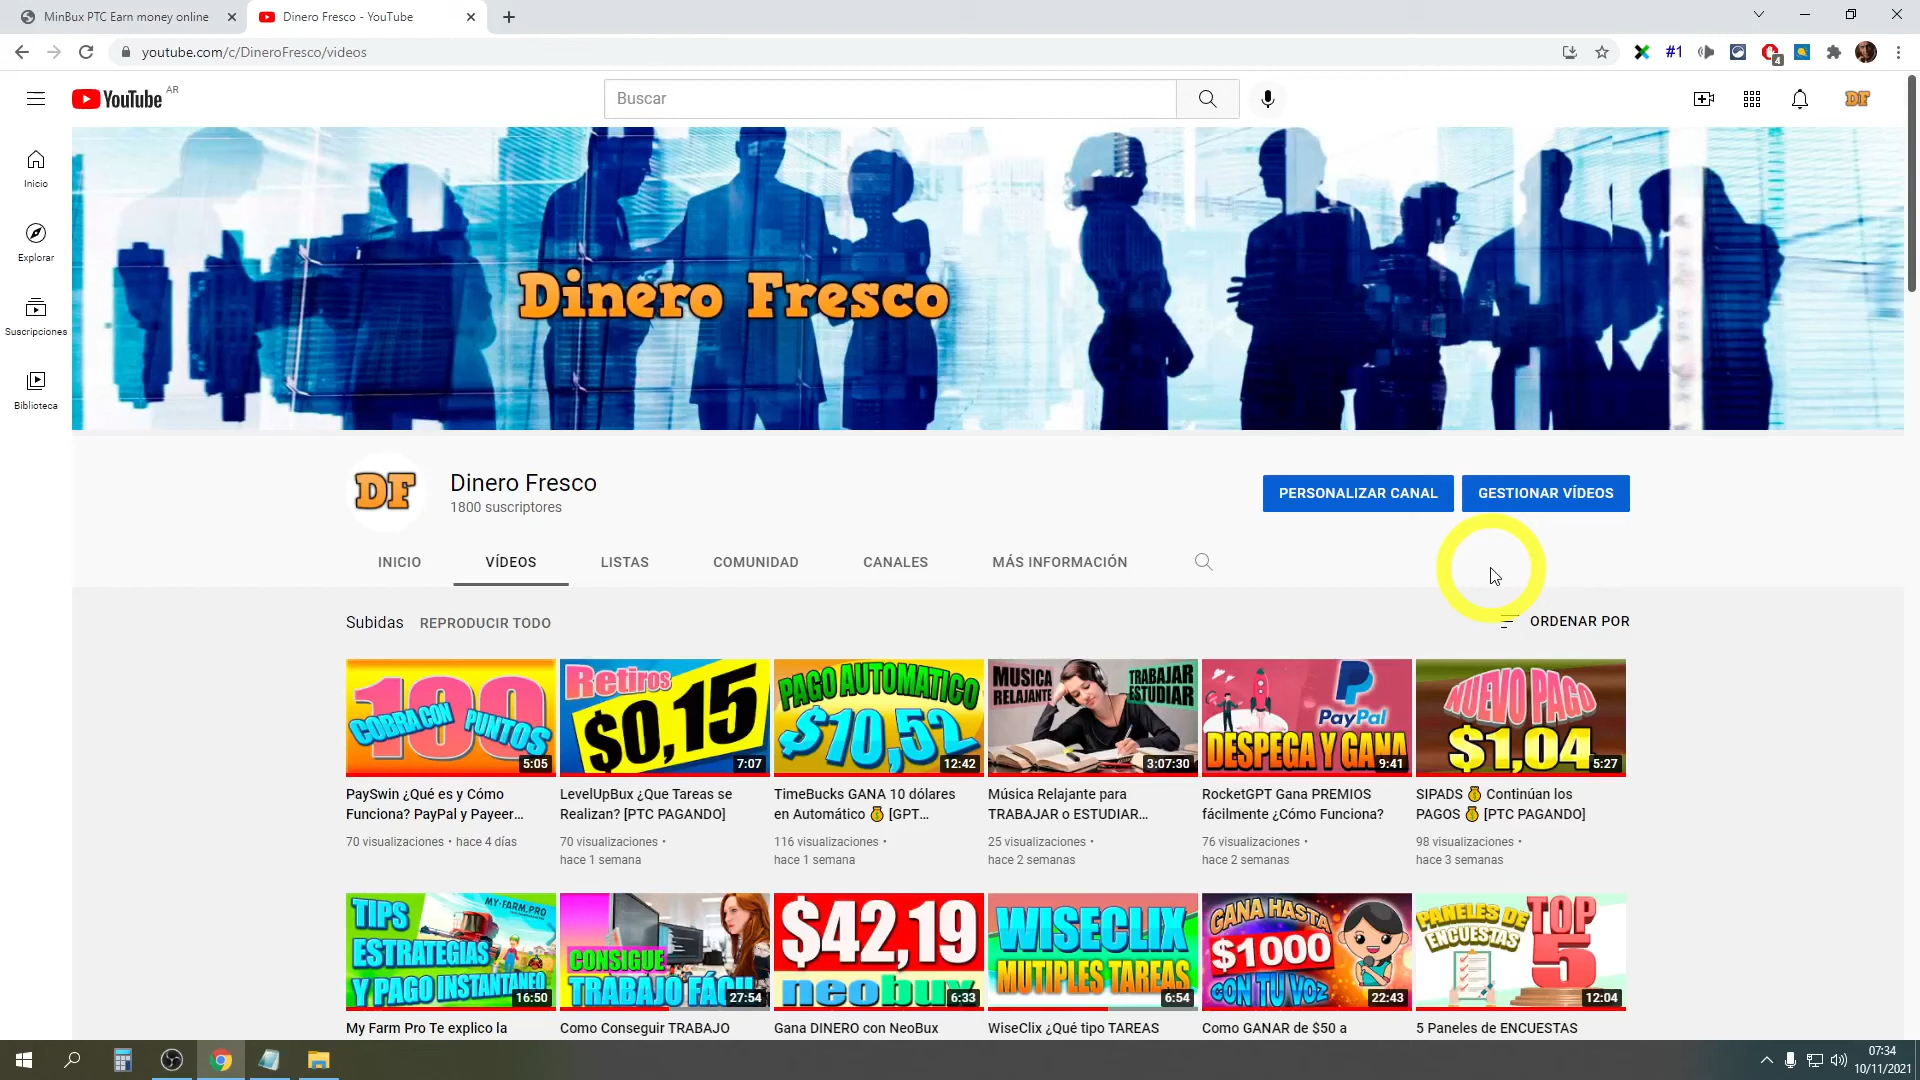 MinBux PTC Earn money online
Dinero Fresco - YouTube
youtube.com/c/DineroFresco/videos
#1
4
YouTube AR
Buscar
DF
Inicio
Explorar
Suscripciones
Biblioteca
Dinero Fresco
DF
Dinero Fresco
1800 suscriptores
PERSONALIZAR CANAL
GESTIONAR VÍDEOS
INICIO
VÍDEOS
LISTAS
COMUNIDAD
CANALES
MÁS INFORMACIÓN
Subidas
REPRODUCIR TODO
ORDENAR POR
100
COBRA CON PUNTOS
5:05
Retiros
$0,15
7:07
PAGO AUTOMATICO
$10,52
12:42
MUSICA RELAJANTE
TRABAJAR ESTUDIAR
3:07:30
PayPal
DESPEGA Y GANA
9:41
NUEVO PAGO
$1,04
5:27
PaySwin ¿Qué es y Cómo
Funciona? PayPal y Payeer...
70 visualizaciones • hace 4 días
LevelUpBux ¿Que Tareas se
Realizan? [PTC PAGANDO]
70 visualizaciones •
hace 1 semana
TimeBucks GANA 10 dólares
en Automático 💰 [GPT...
116 visualizaciones •
hace 1 semana
Música Relajante para
TRABAJAR o ESTUDIAR...
25 visualizaciones •
hace 2 semanas
RocketGPT Gana PREMIOS
fácilmente ¿Cómo Funciona?
76 visualizaciones •
hace 2 semanas
SIPADS 💰 Continúan los
PAGOS 💰 [PTC PAGANDO]
98 visualizaciones •
hace 3 semanas
TIPS
MY-FARM.PRO
ESTRATEGIAS
Y PAGO INSTANTANEO
16:50
CONSIGUE
TRABAJO FÁCIL
27:54
$42,19
neobux
6:33
WISECLIX
MUTIPLES TAREAS
6:54
GANA HASTA
$1000
CON TU VOZ
22:43
PANELES DE
ENCUESTAS
TOP
5
12:04
My Farm Pro Te explico la
Como Conseguir TRABAJO
Gana DINERO con NeoBux
WiseClix ¿Qué tipo TAREAS
Como GANAR de $50 a
5 Paneles de ENCUESTAS
07:34
10/11/2021